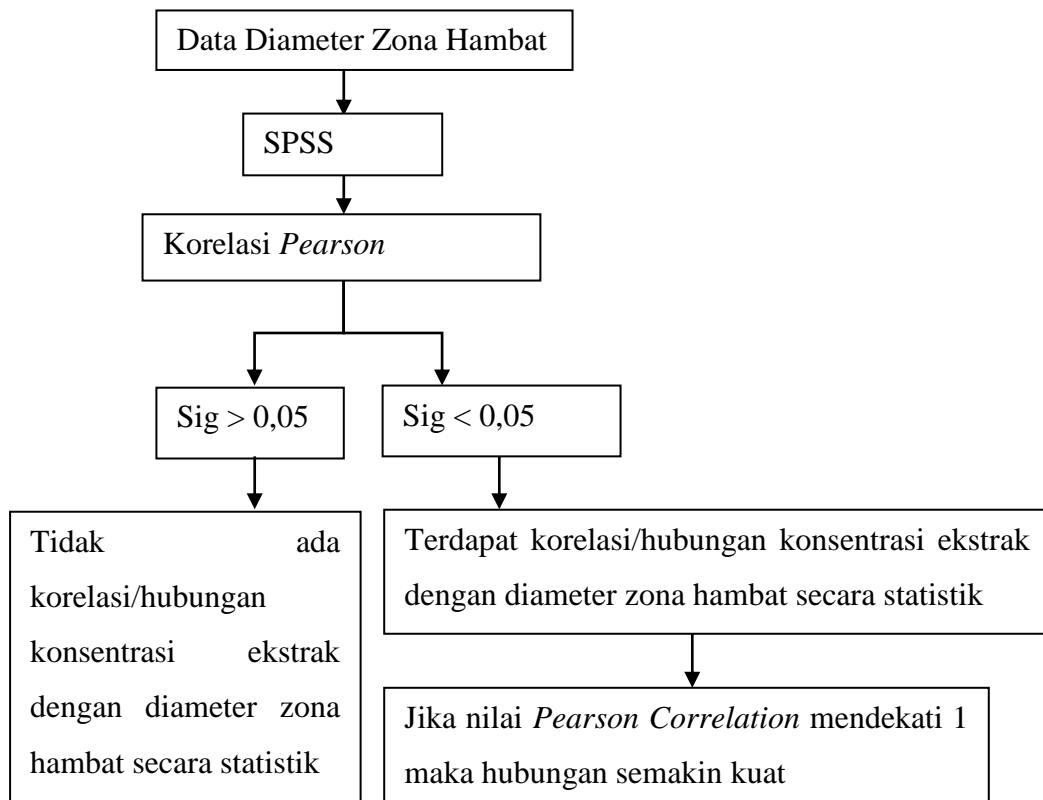 Data Diameter Zona Hambat
SPSS
Korelasi Pearson
Sig > 0,05
Sig < 0,05
Tidak ada
korelasi/hubungan
konsentrasi ekstrak
dengan diameter zona
hambat secara statistik
Terdapat korelasi/hubungan konsentrasi ekstrak
dengan diameter zona hambat secara statistik
Jika nilai Pearson Correlation mendekati 1
maka hubungan semakin kuat